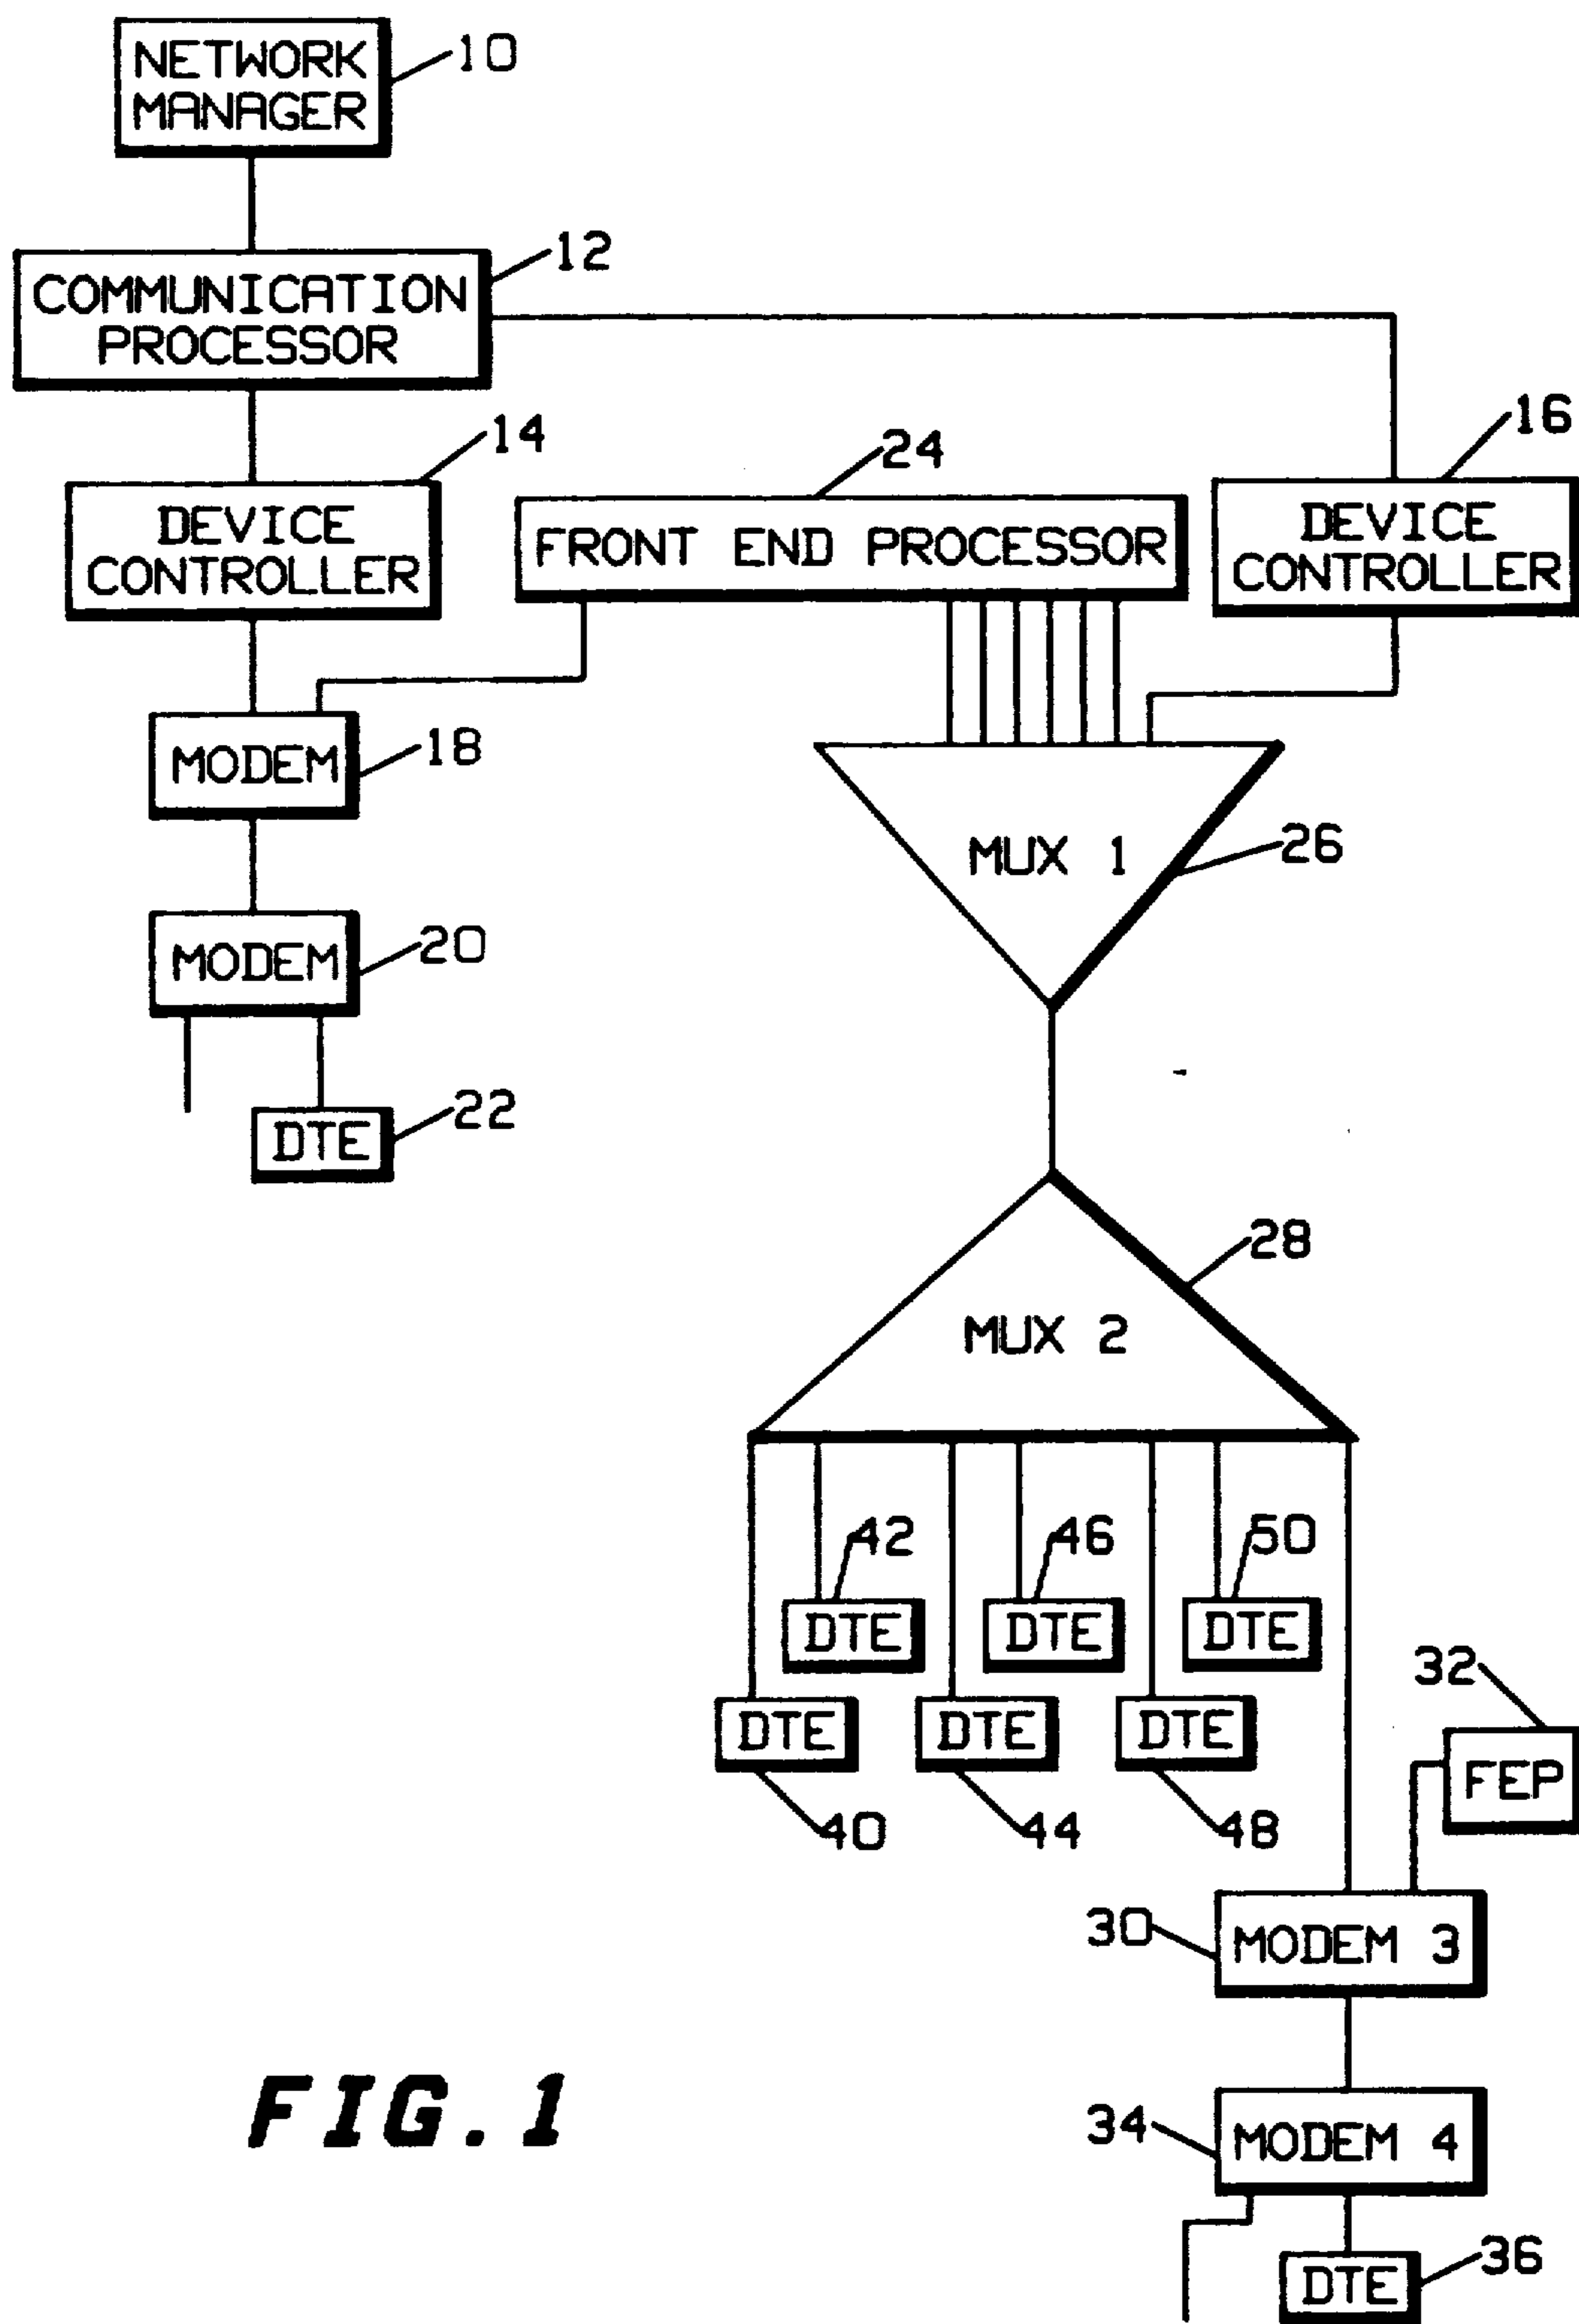 NETWORK
MANAGER
10
COMMUNICATION
PROCESSOR
12
DEVICE
CONTROLLER
14
FRONT END PROCESSOR
24
DEVICE
CONTROLLER
16
MODEM
18
MUX 1
26
MODEM
20
DTE
22
MUX 2
28
42
46
50
DTE
DTE
DTE
32
DTE
DTE
DTE
FEP
40
44
48
30
MODEM 3
34
MODEM 4
DTE
36
FIG. 1